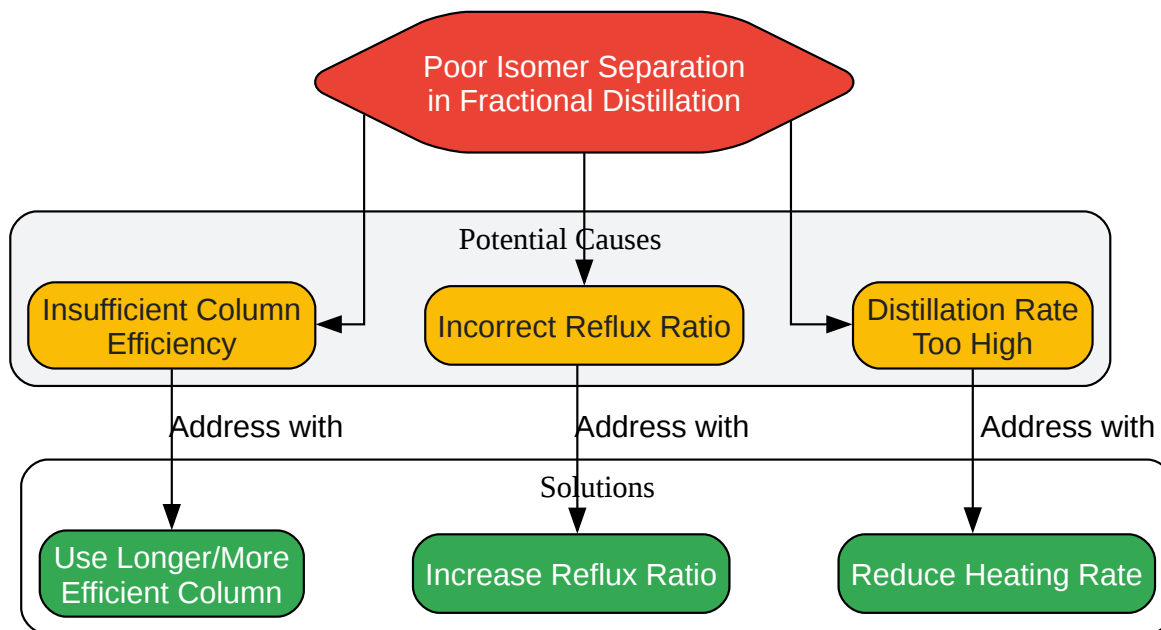 Poor Isomer Separation
in Fractional Distillation
Potential Causes
Insufficient Column
Efficiency
Incorrect Reflux Ratio
Distillation Rate
Too High
Address with
Address with
Address with
Solutions
Use Longer/More
Efficient Column
Increase Reflux Ratio
Reduce Heating Rate